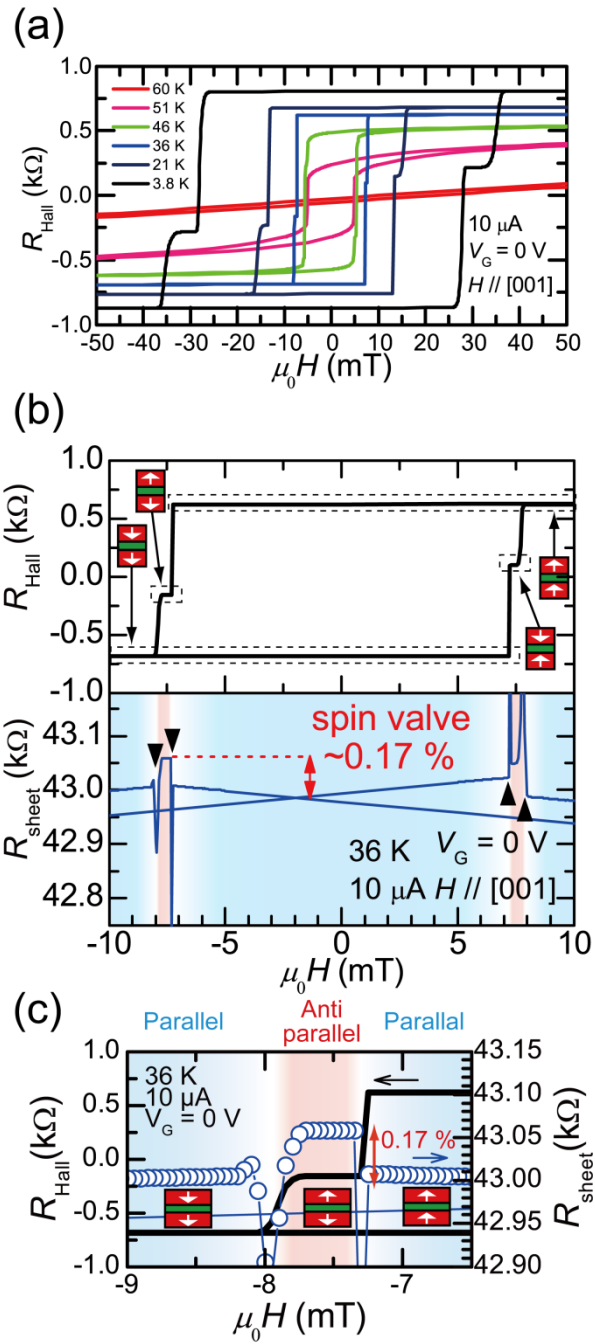 (a)
1.0
0.5
0.0
-0.5
-1.0
R_Hall (kΩ)
60 K
51 K
46 K
36 K
21 K
3.8 K
10 μA
V_G = 0 V
H // [001]
-50 -40 -30 -20 -10 0 10 20 30 40 50
μ₀H (mT)
(b)
1.0
0.5
0.0
-0.5
-1.0
R_Hall (kΩ)
43.1
43.0
42.9
42.8
R_sheet (kΩ)
spin valve
~0.17 %
36 K V_G = 0 V
10 μA H // [001]
-10 -5 0 5 10
μ₀H (mT)
(c)
Parallel
Anti
parallel
Parallal
1.0
0.5
0.0
-0.5
-1.0
R_Hall (kΩ)
36 K
10 μA
V_G = 0 V
0.17 %
43.15
43.10
43.05
43.00
42.95
42.90
R_sheet (kΩ)
-9 -8 -7
μ₀H (mT)